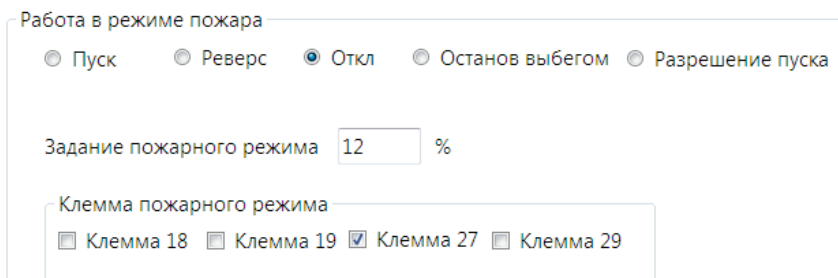 Работа в режиме пожара
Пуск Реверс Откл Останов выбегом Разрешение пуска
Задание пожарного режима 12 %
Клемма пожарного режима
Клемма 18 Клемма 19 Клемма 27 Клемма 29